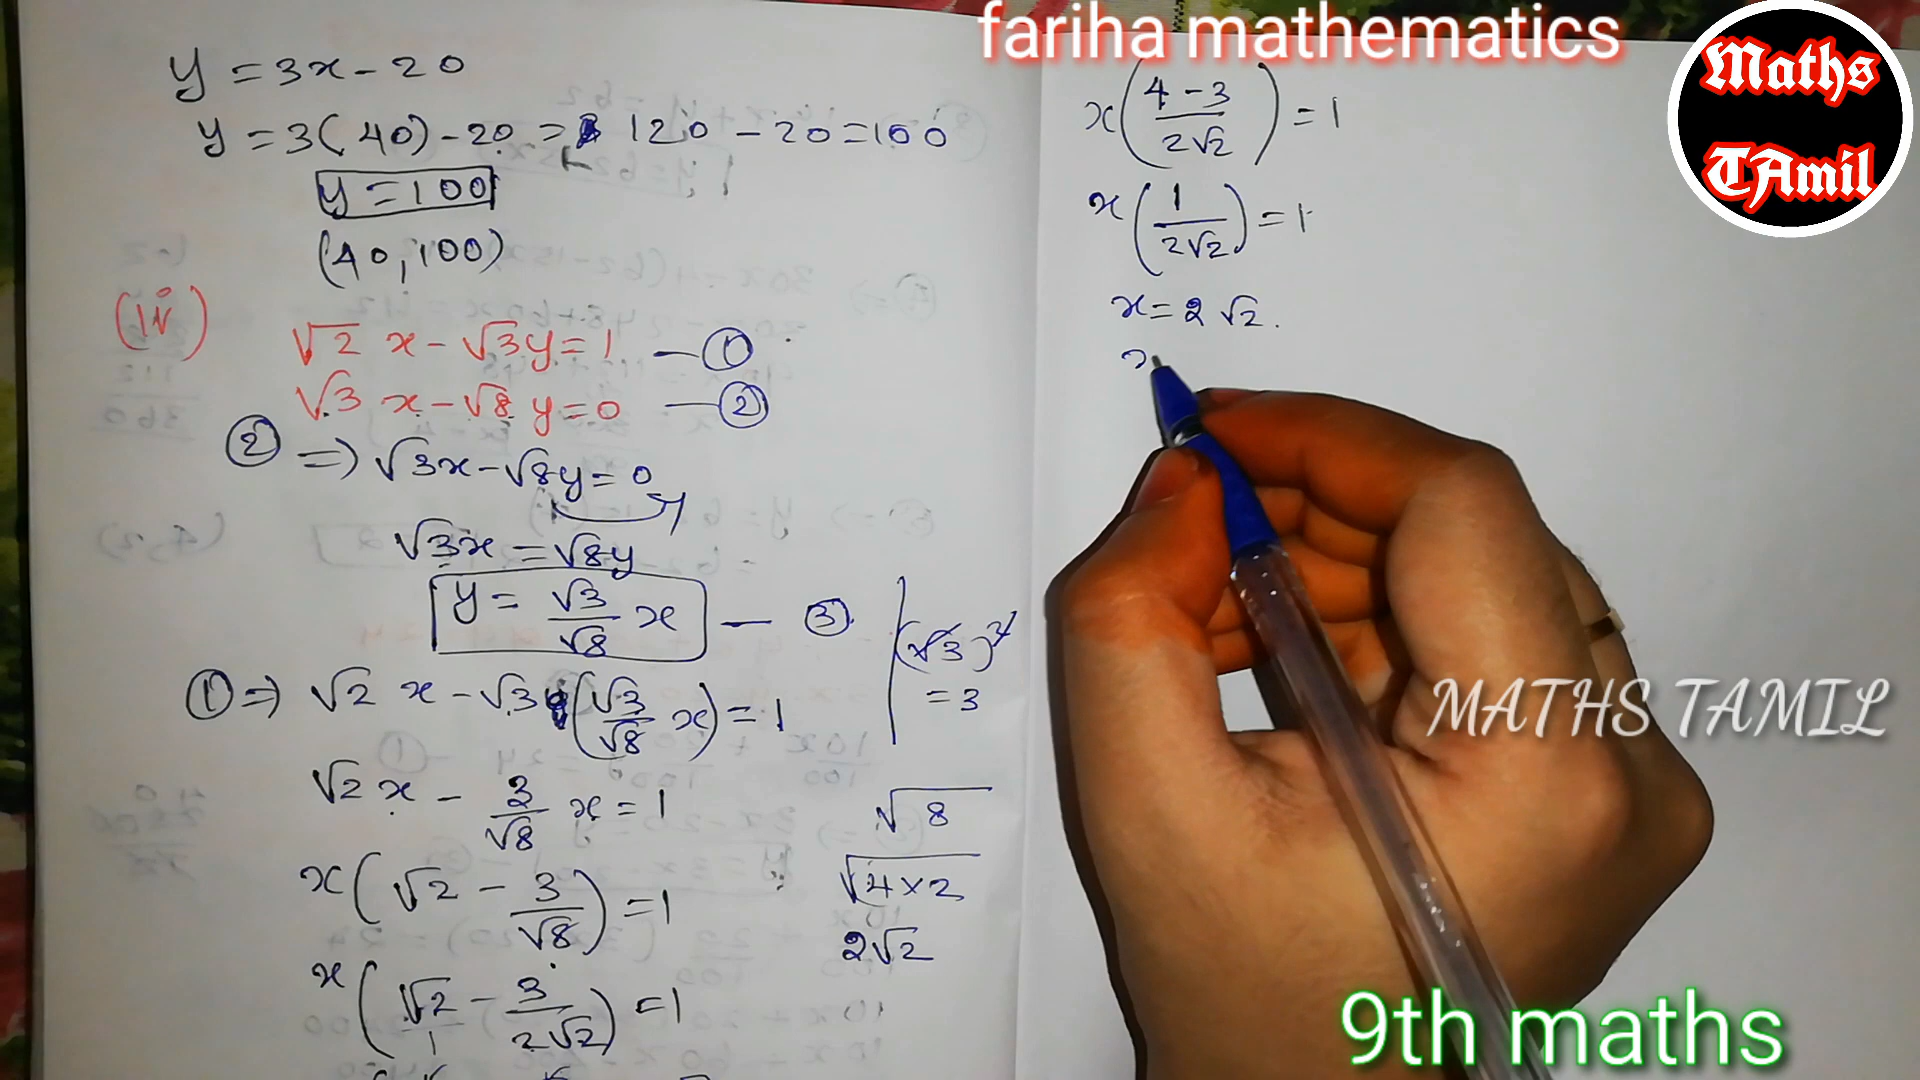 fariha mathematics
Maths
TAmil
y = 3x - 20
y = 3(40) - 20 = 120 - 20 = 100
y = 100
(40, 100)
(iv)
√2 x - √3 y = 1 — ①
√3 x - √8 y = 0 — ②
② ⇒ √3x - √8y = 0
√3x = √8y
y = √3/√8 x — ③
(√3)²
= 3
① ⇒ √2 x - √3 (√3/√8 x) = 1
√2 x - 3/√8 x = 1
√8
x(√2 - 3/√8) = 1
√4×2
2√2
x(√2/1 - 3/2√2) = 1
x(4-3/2√2) = 1
x(1/2√2) = 1
x = 2√2.
x
MATHS TAMIL
9th maths